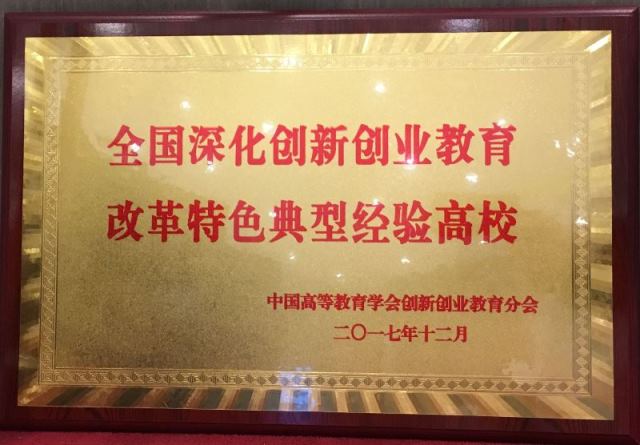 全国深化创新创业教育
改革特色典型经验高校
中国高等教育学会创新创业教育分会
二〇一七年十二月